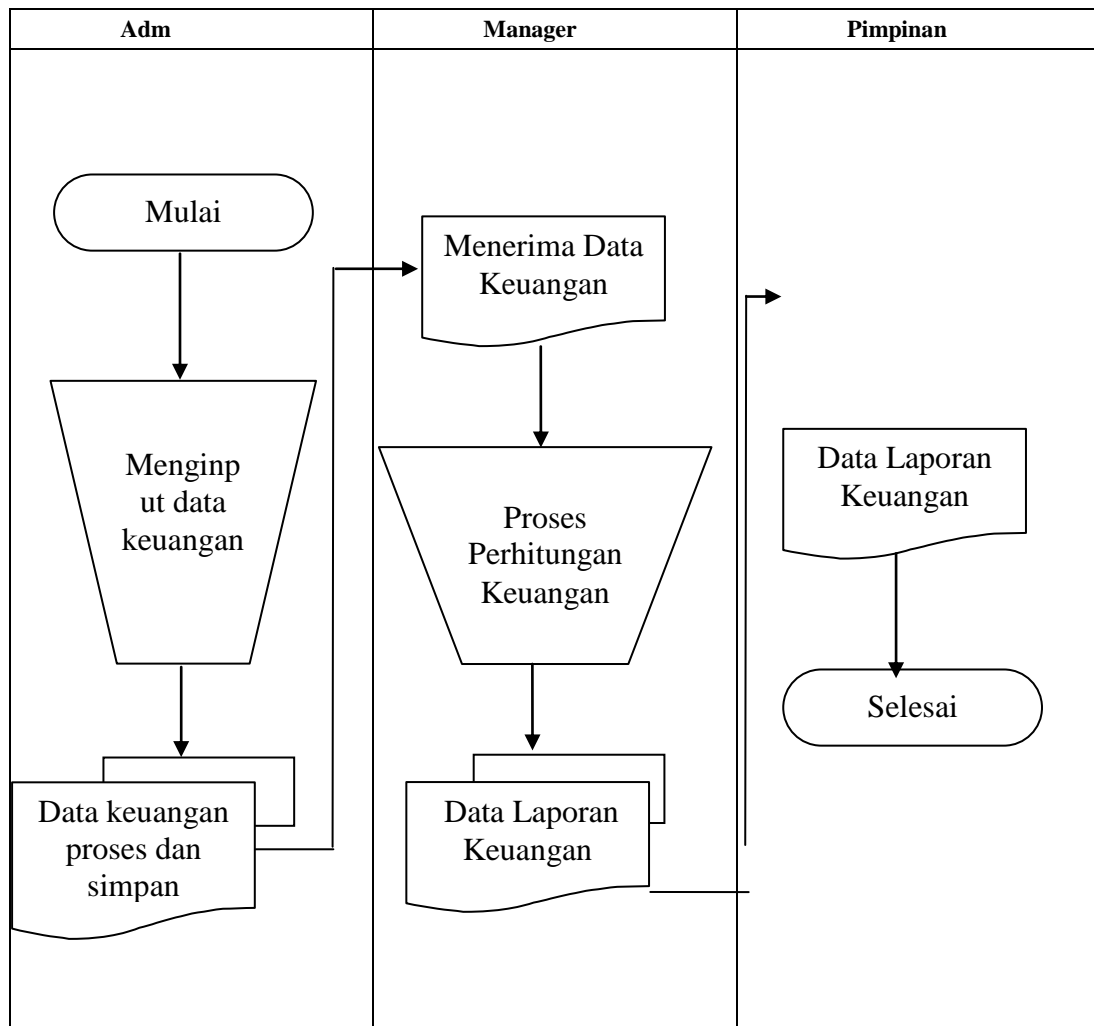 Adm
Manager
Pimpinan
Mulai
Menginp
ut data
keuangan
Data keuangan
proses dan
simpan
Menerima Data
Keuangan
Proses
Perhitungan
Keuangan
Data Laporan
Keuangan
Data Laporan
Keuangan
Selesai